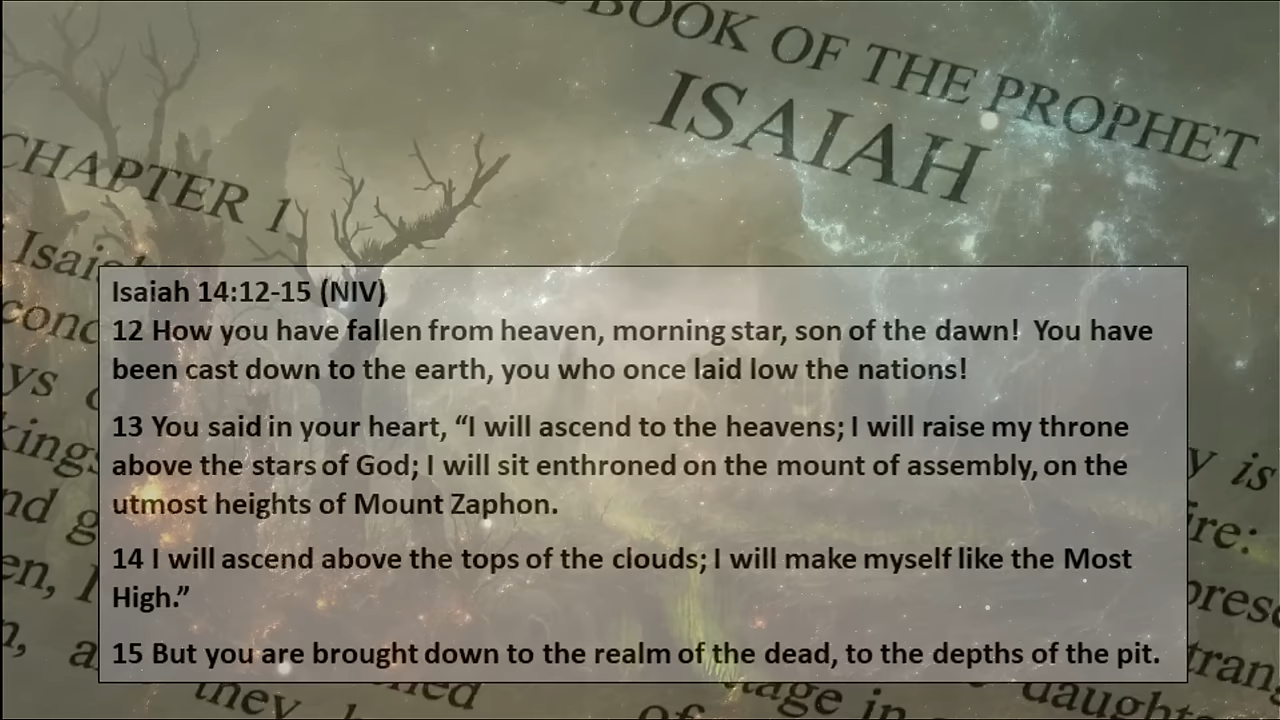 BOOK OF THE PROPHET
ISAIAH
CHAPTER 1
Isaiah 14:12-15 (NIV)
12 How you have fallen from heaven, morning star, son of the dawn!  You have
been cast down to the earth, you who once laid low the nations!
13 You said in your heart, “I will ascend to the heavens; I will raise my throne
above the stars of God; I will sit enthroned on the mount of assembly, on the
utmost heights of Mount Zaphon.
14 I will ascend above the tops of the clouds; I will make myself like the Most
High.”
15 But you are brought down to the realm of the dead, to the depths of the pit.
they